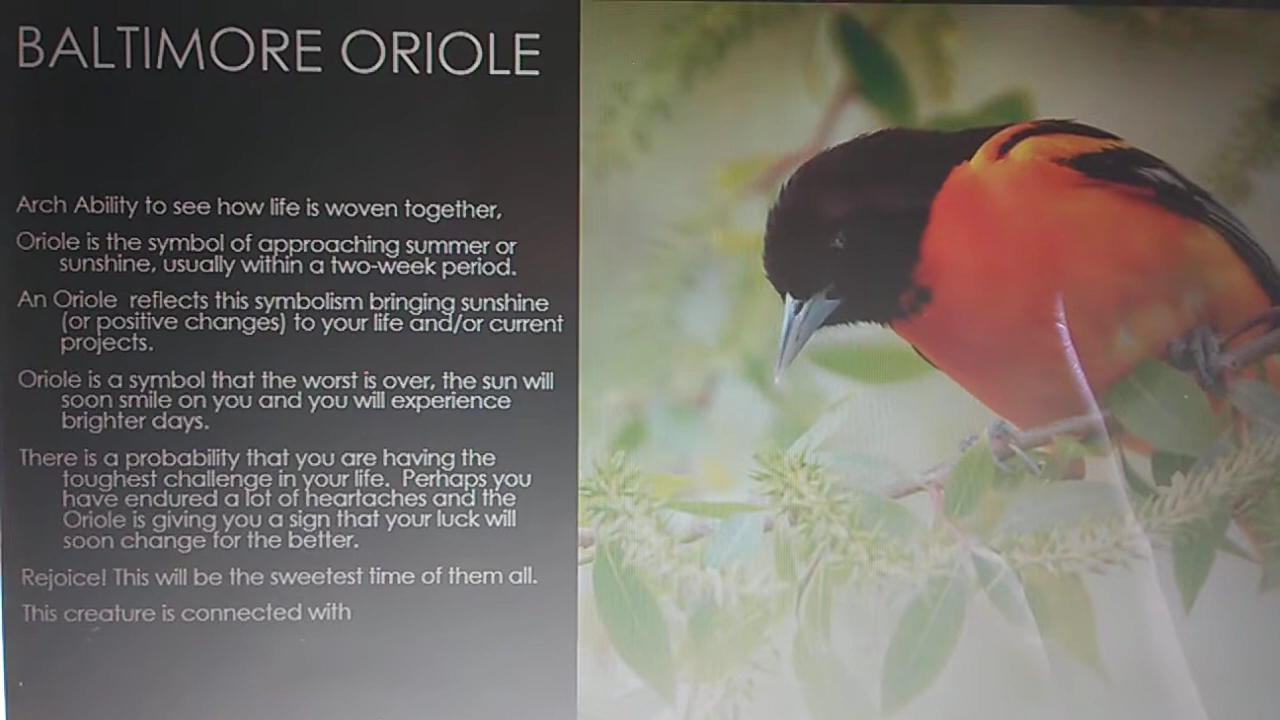 BALTIMORE ORIOLE
Arch Ability to see how life is woven together,
Oriole is the symbol of approaching summer or
sunshine, usually within a two-week period.
An Oriole reflects this symbolism bringing sunshine
(or positive changes) to your life and/or current
projects.
Oriole is a symbol that the worst is over, the sun will
soon smile on you and you will experience
brighter days.
There is a probability that you are having the
toughest challenge in your life. Perhaps you
have endured a lot of heartaches and the
Oriole is giving you a sign that your luck will
soon change for the better.
Rejoice! This will be the sweetest time of them all.
This creature is connected with